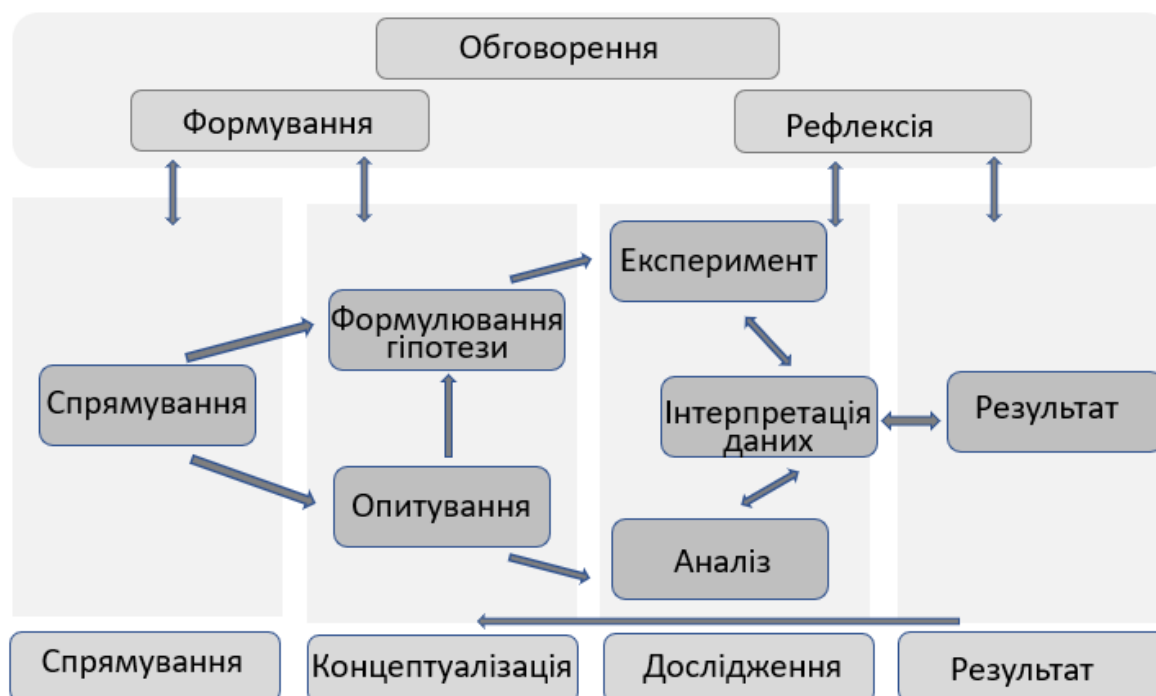 Обговорення
Формування
Рефлексія
Експеримент
Формулювання
гіпотези
Спрямування
Інтерпретація
даних
Результат
Опитування
Аналіз
Спрямування
Концептуалізація
Дослідження
Результат